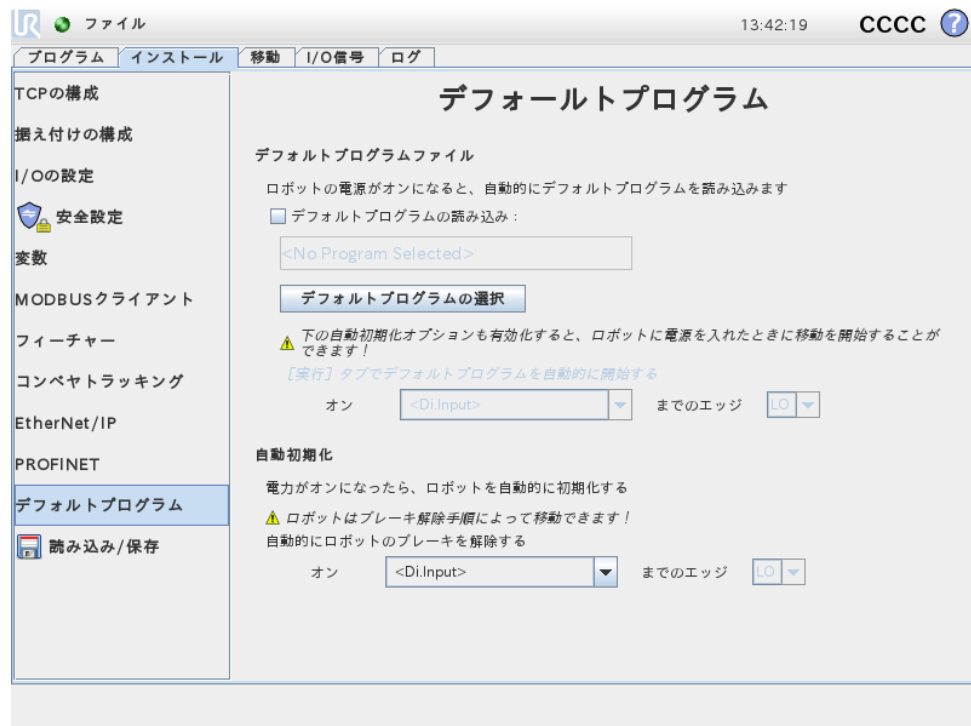 UR ファイル 13:42:19 CCCC ?
プログラム インストール 移動 I/O信号 ログ
TCPの構成
据え付けの構成
I/Oの設定
安全設定
変数
MODBUSクライアント
フィーチャー
コンベヤトラッキング
EtherNet/IP
PROFINET
デフォルトプログラム
読み込み/保存
デフォールトプログラム
デフォルトプログラムファイル
ロボットの電源がオンになると、自動的にデフォルトプログラムを読み込みます
デフォルトプログラムの読み込み:
<No Program Selected>
デフォルトプログラムの選択
下の自動初期化オプションも有効化すると、ロボットに電源を入れたときに移動を開始することが
できます!
[実行] タブでデフォルトプログラムを自動的に開始する
オン <Di.Input> までのエッジ LO
自動初期化
電力がオンになったら、ロボットを自動的に初期化する
ロボットはブレーキ解除手順によって移動できます!
自動的にロボットのブレーキを解除する
オン <Di.Input> までのエッジ LO